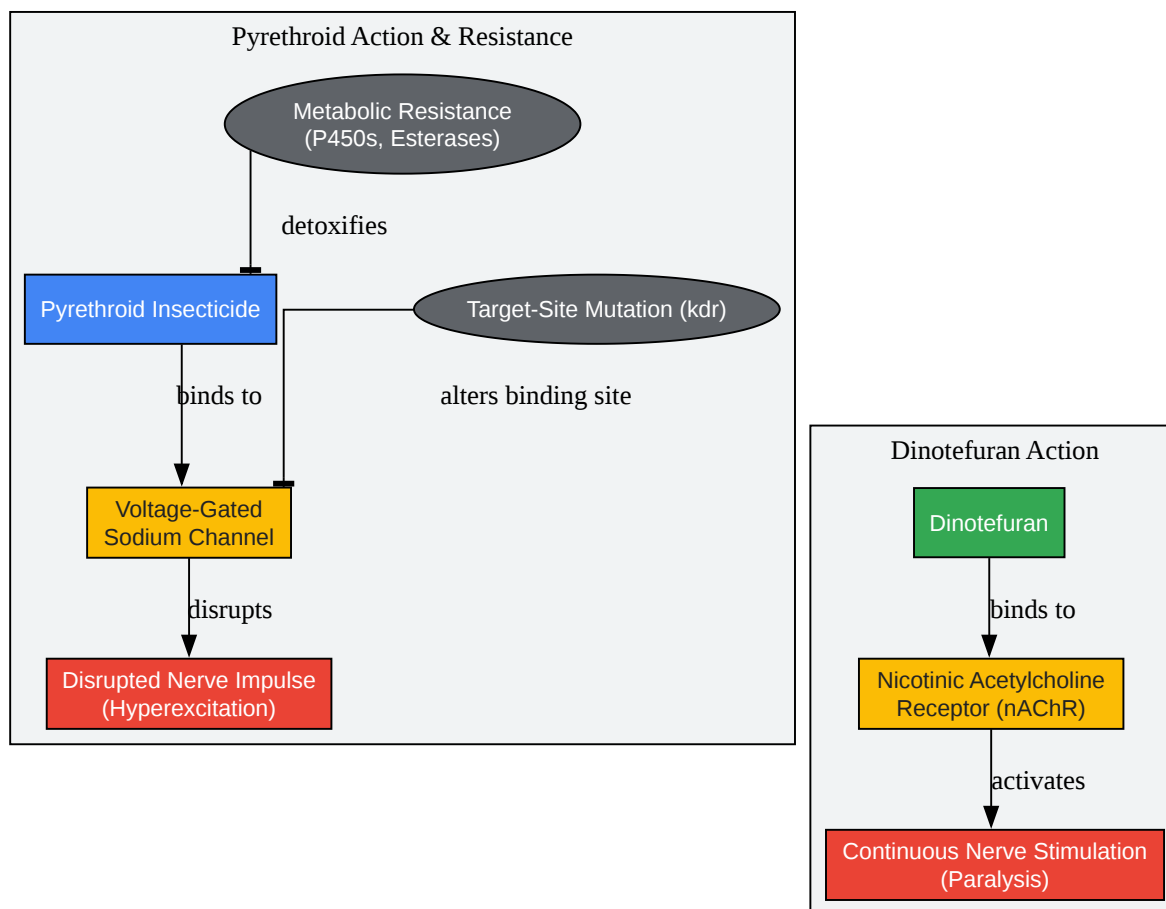 Pyrethroid Action & Resistance
Metabolic Resistance
(P450s, Esterases)
detoxifies
Pyrethroid Insecticide
Target-Site Mutation (kdr)
binds to
alters binding site
Voltage-Gated
Sodium Channel
disrupts
Disrupted Nerve Impulse
(Hyperexcitation)
Dinotefuran Action
Dinotefuran
binds to
Nicotinic Acetylcholine
Receptor (nAChR)
activates
Continuous Nerve Stimulation
(Paralysis)